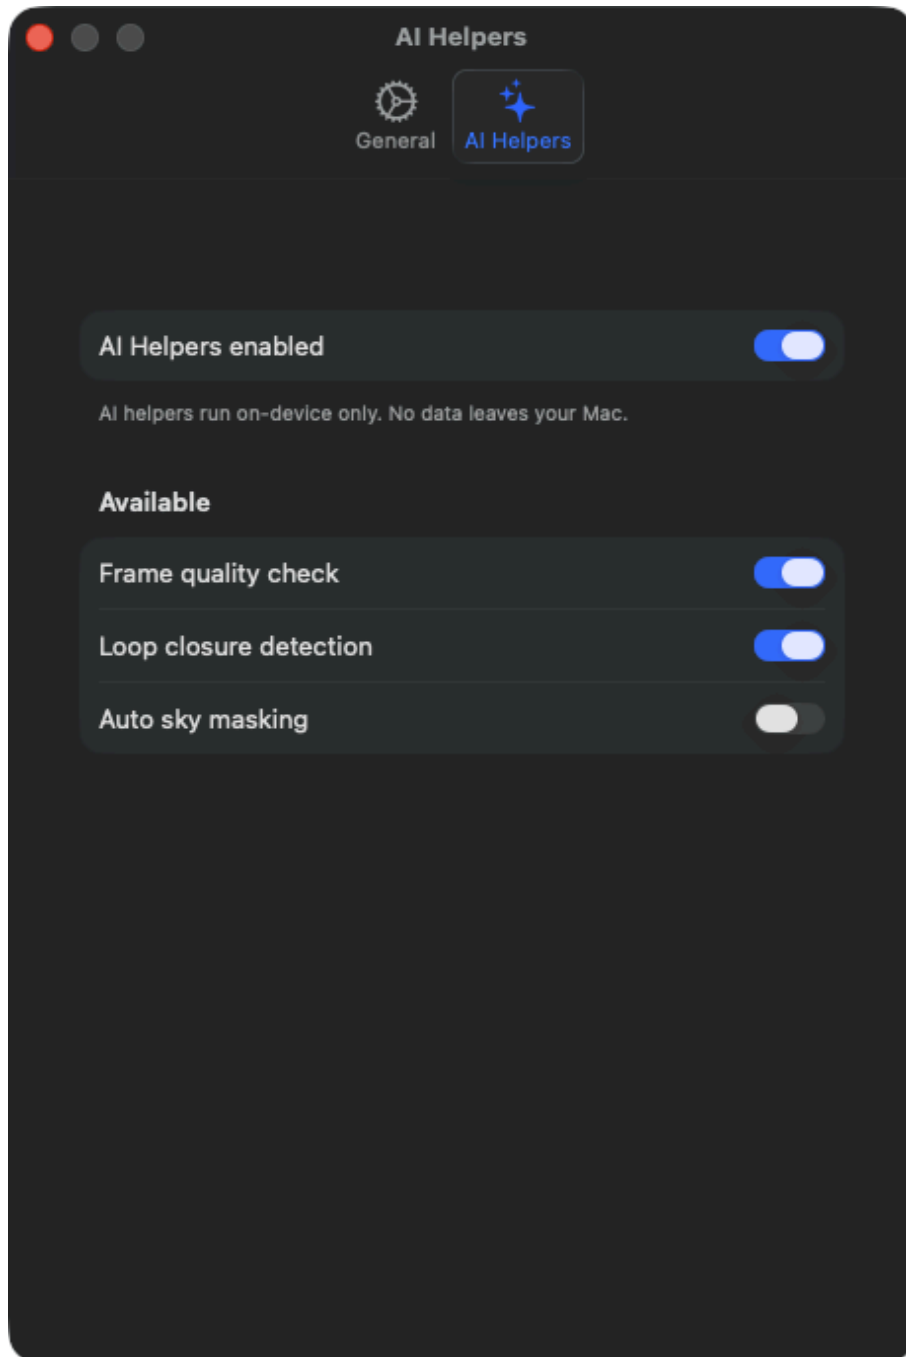 AI Helpers
General
AI Helpers
AI Helpers enabled
AI helpers run on-device only. No data leaves your Mac.
Available
Frame quality check
Loop closure detection
Auto sky masking